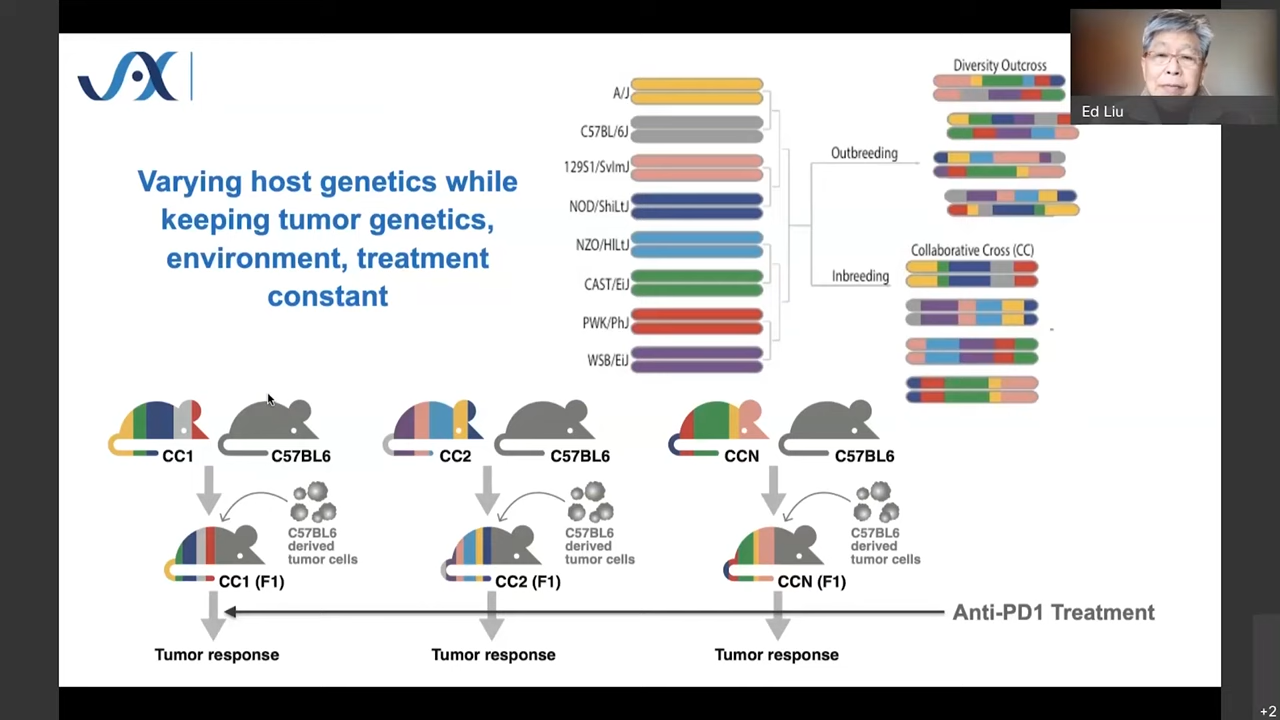 JAX
Varying host genetics while
keeping tumor genetics,
environment, treatment
constant
A/J
C57BL/6J
129S1/SvlmJ
NOD/ShiLtJ
NZO/HILtJ
CAST/EiJ
PWK/PhJ
WSB/EiJ
Outbreeding
Inbreeding
Diversity Outcross
Collaborative Cross (CC)
Ed Liu
CC1
C57BL6
CC2
C57BL6
CCN
C57BL6
C57BL6
derived
tumor cells
C57BL6
derived
tumor cells
C57BL6
derived
tumor cells
CC1 (F1)
CC2 (F1)
CCN (F1)
Anti-PD1 Treatment
Tumor response
Tumor response
Tumor response
+2